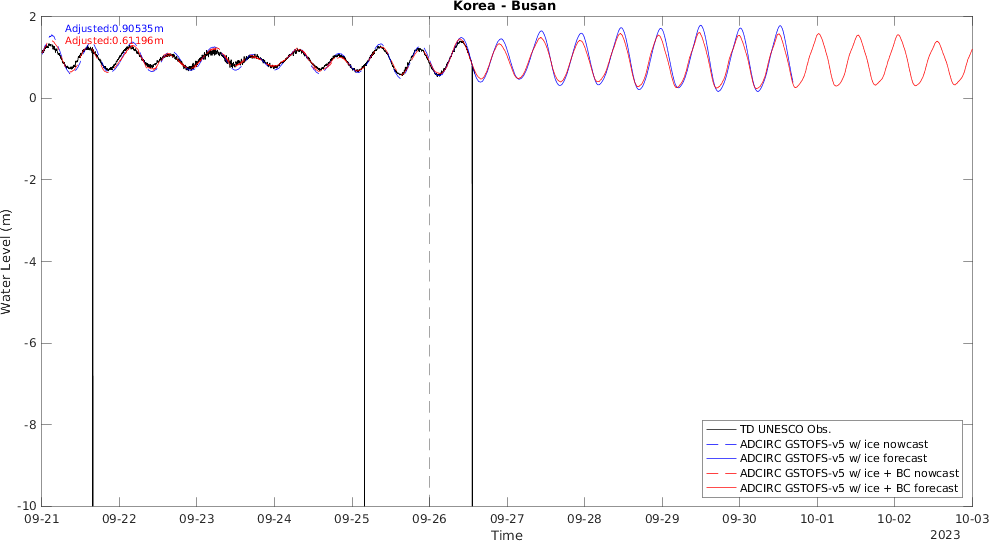 Korea - Busan
Adjusted:0.90535m
Adjusted:0.61196m
2
0
-2
-4
-6
-8
-10
Water Level (m)
TD UNESCO Obs.
ADCIRC GSTOFS-v5 w/ ice nowcast
ADCIRC GSTOFS-v5 w/ ice forecast
ADCIRC GSTOFS-v5 w/ ice + BC nowcast
ADCIRC GSTOFS-v5 w/ ice + BC forecast
09-21 09-22 09-23 09-24 09-25 09-26 09-27 09-28 09-29 09-30 10-01 10-02 10-03
Time
2023